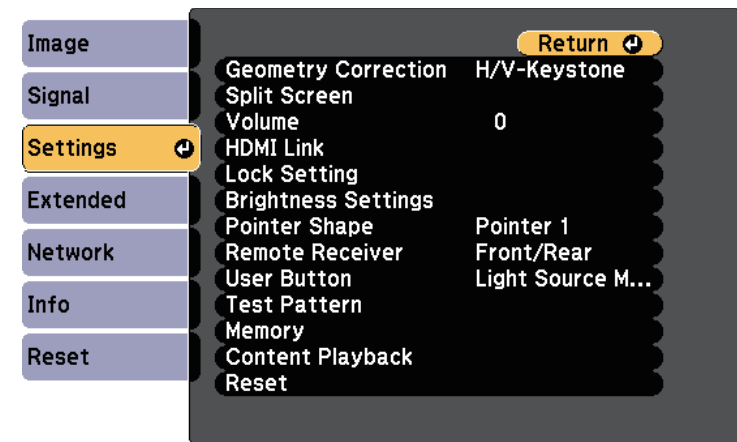 Image
Signal
Settings
Extended
Network
Info
Reset
Return
Geometry Correction H/V-Keystone
Split Screen
Volume 0
HDMI Link
Lock Setting
Brightness Settings
Pointer Shape Pointer 1
Remote Receiver Front/Rear
User Button Light Source M...
Test Pattern
Memory
Content Playback
Reset